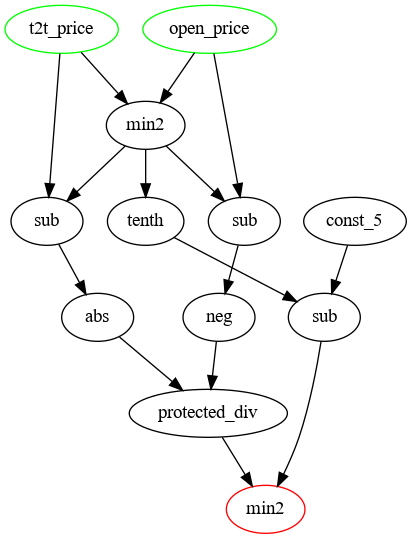 t2t_price
open_price
min2
sub
tenth
sub
const_5
abs
neg
sub
protected_div
min2